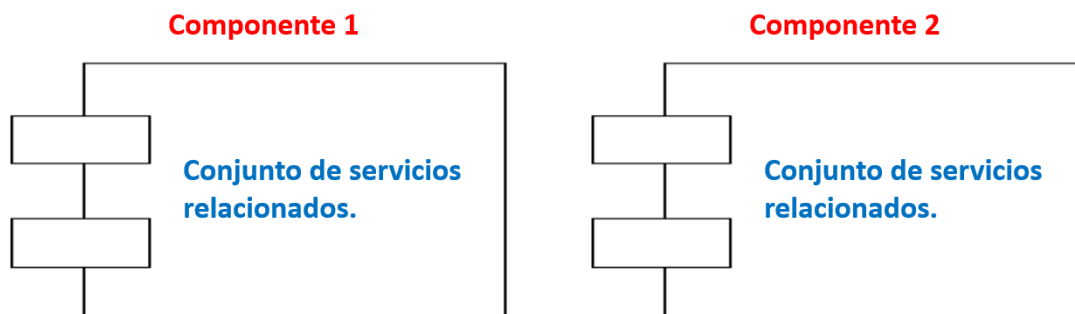 Componente 1
Componente 2
Conjunto de servicios
relacionados.
Conjunto de servicios
relacionados.